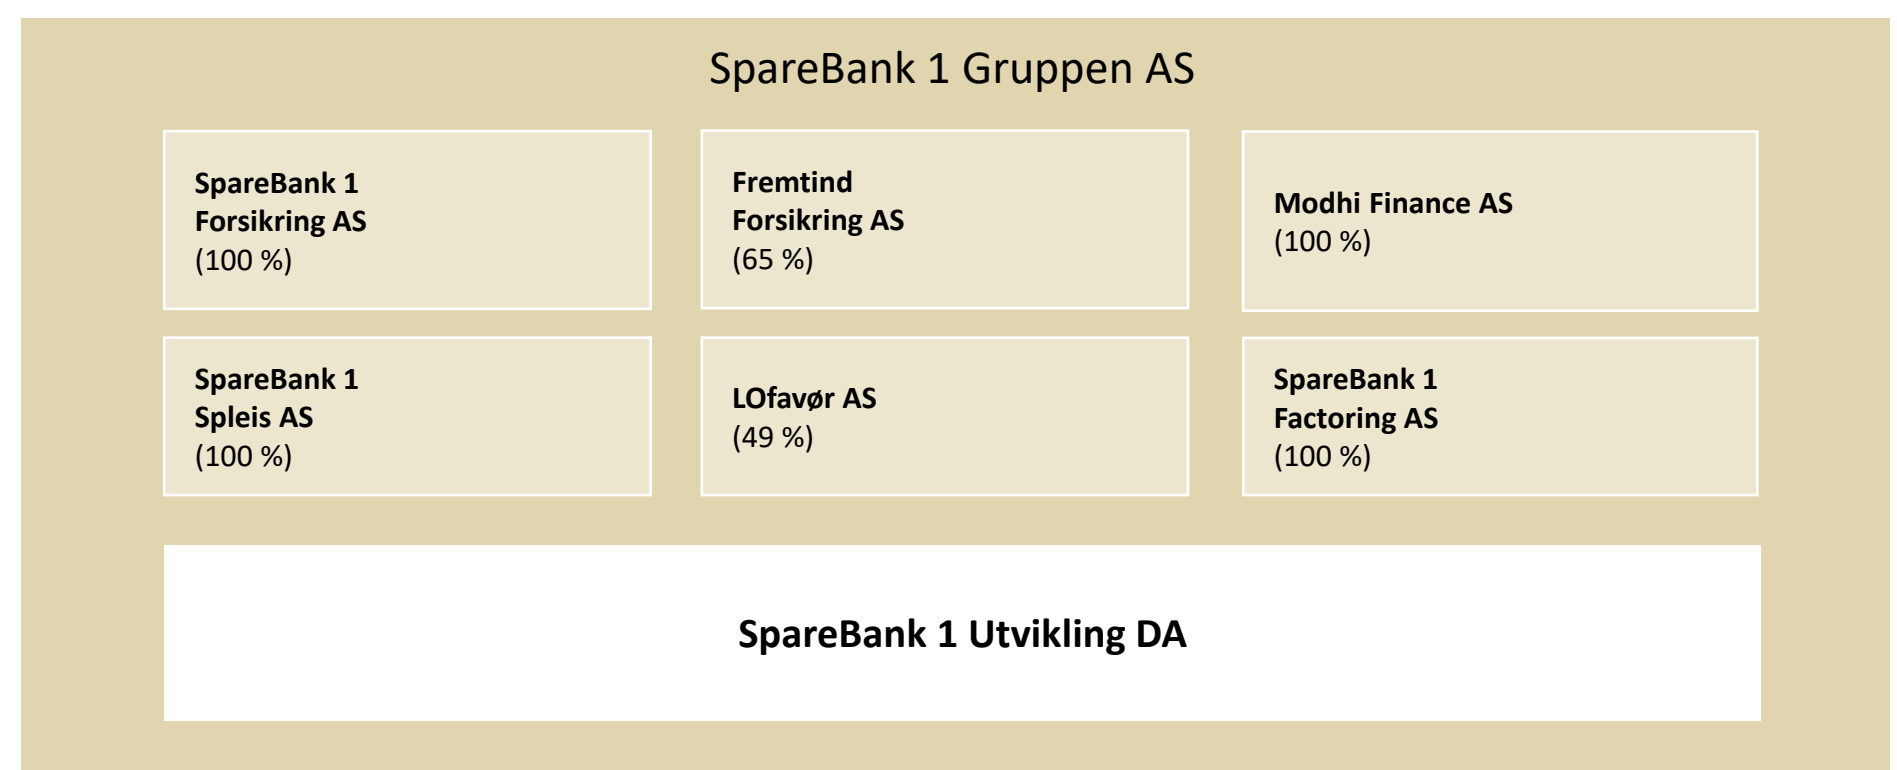 SpareBank 1 Gruppen AS
SpareBank 1
Forsikring AS
(100 %)
Fremtind
Forsikring AS
(65 %)
Modhi Finance AS
(100 %)
SpareBank 1
Spleis AS
(100 %)
LOfavør AS
(49 %)
SpareBank 1
Factoring AS
(100 %)
SpareBank 1 Utvikling DA